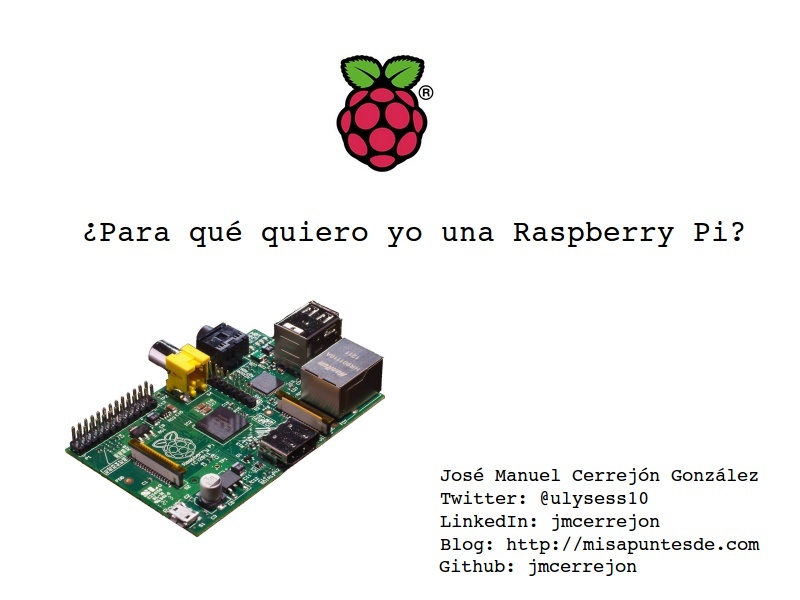 ®
¿Para qué quiero yo una Raspberry Pi?
José Manuel Cerrejón González
Twitter: @ulysess10
LinkedIn: jmcerrejon
Blog: http://misapuntesde.com
Github: jmcerrejon